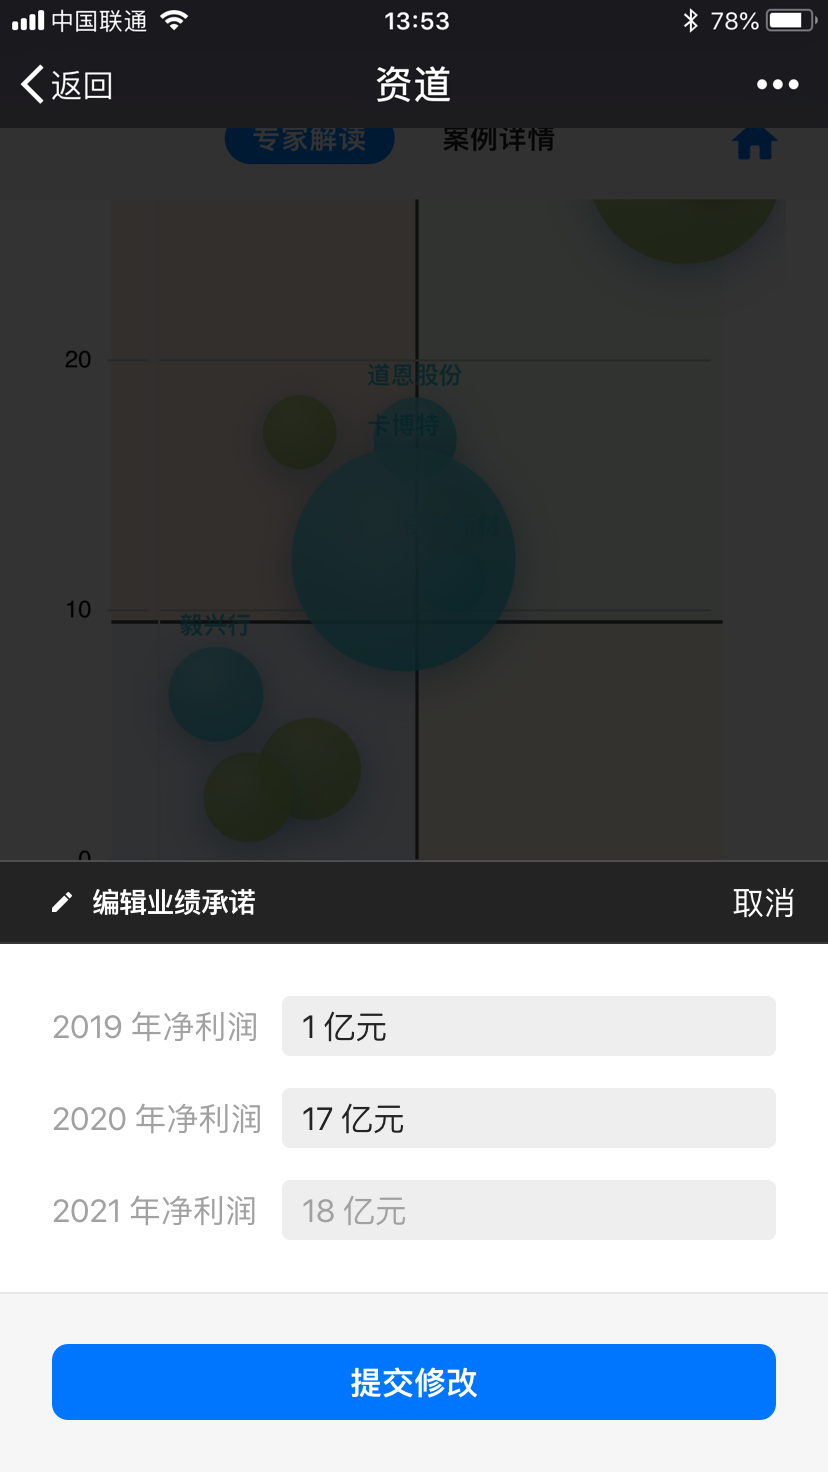 中国联通 13:53 78%
返回 资道
专家解读 案例详情
20
道恩股份
卡博特
10
毅兴行
0
编辑业绩承诺 取消
2019 年净利润 1 亿元
2020 年净利润 17 亿元
2021 年净利润 18 亿元
提交修改